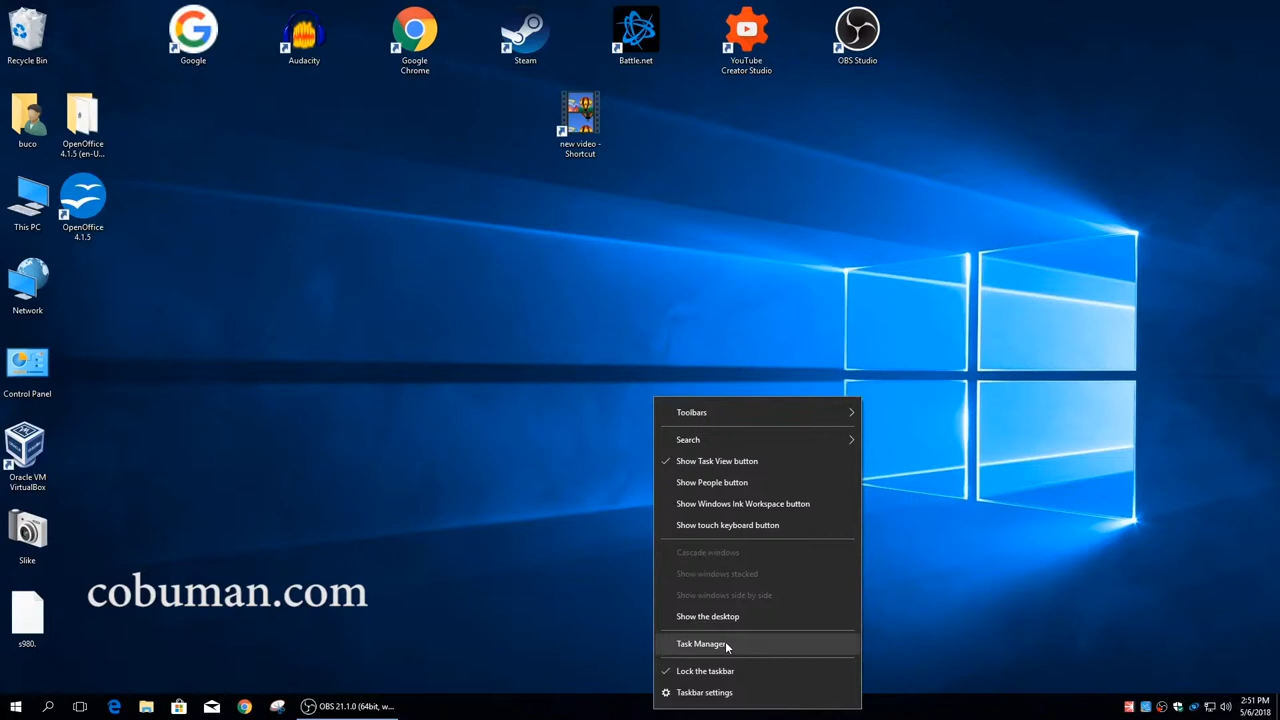 Recycle Bin
Google
Audacity
Google
Chrome
Steam
Battle.net
YouTube
Creator Studio
OBS Studio
buco
OpenOffice
4.1.5 (en-U...
new video -
Shortcut
This PC
OpenOffice
4.1.5
Network
Control Panel
Oracle VM
VirtualBox
Slike
s980.
cobuman.com
Toolbars
Search
Show Task View button
Show People button
Show Windows Ink Workspace button
Show touch keyboard button
Cascade windows
Show windows stacked
Show windows side by side
Show the desktop
Task Manager
Lock the taskbar
Taskbar settings
OBS 21.1.0 (64bit, w...
2:51 PM
5/6/2018